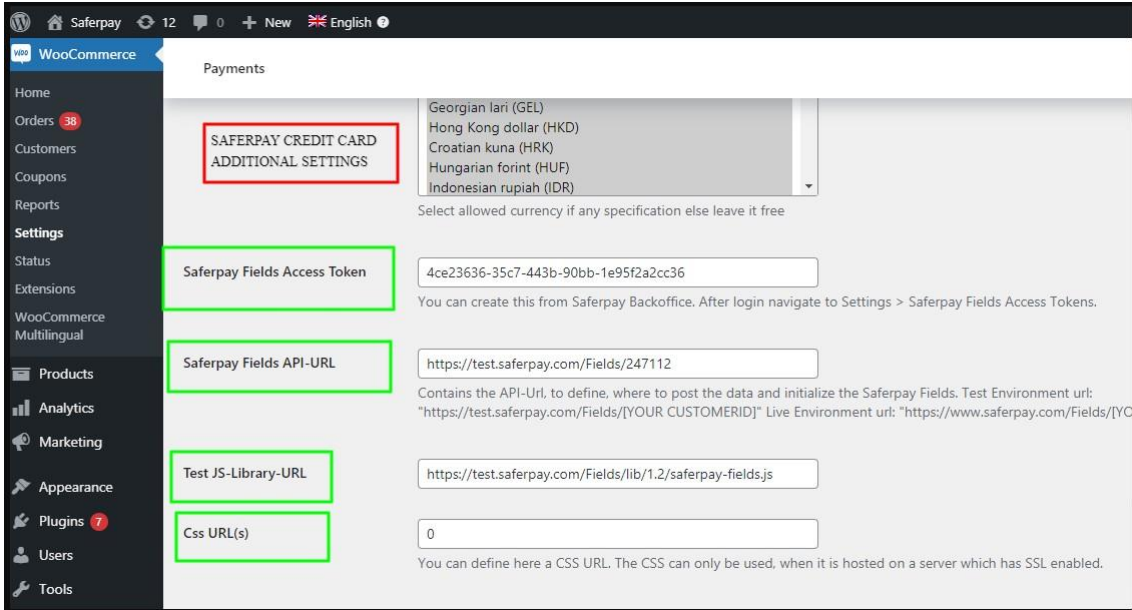 Saferpay 12 0 + New English
WooCommerce
Payments
Home
Orders 38
Customers
Coupons
Reports
Settings
Status
Extensions
WooCommerce
Multilingual
Products
Analytics
Marketing
Appearance
Plugins 7
Users
Tools
Georgian lari (GEL)
Hong Kong dollar (HKD)
Croatian kuna (HRK)
Hungarian forint (HUF)
Indonesian rupiah (IDR)
SAFERPAY CREDIT CARD
ADDITIONAL SETTINGS
Select allowed currency if any specification else leave it free
Saferpay Fields Access Token
4ce23636-35c7-443b-90bb-1e95f2a2cc36
You can create this from Saferpay Backoffice. After login navigate to Settings > Saferpay Fields Access Tokens.
Saferpay Fields API-URL
https://test.saferpay.com/Fields/247112
Contains the API-Url, to define, where to post the data and initialize the Saferpay Fields. Test Environment url:
"https://test.saferpay.com/Fields/[YOUR CUSTOMERID]" Live Environment url: "https://www.saferpay.com/Fields/[YO
Test JS-Library-URL
https://test.saferpay.com/Fields/lib/1.2/saferpay-fields.js
Css URL(s)
0
You can define here a CSS URL. The CSS can only be used, when it is hosted on a server which has SSL enabled.